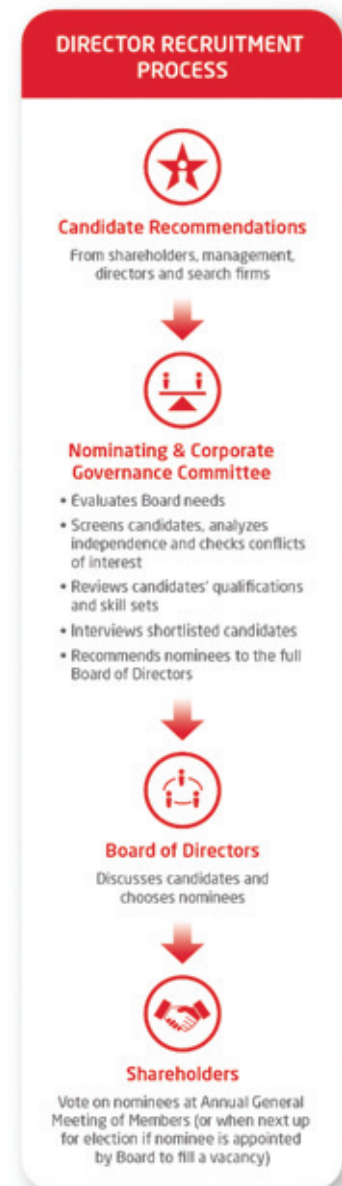 DIRECTOR RECRUITMENT
PROCESS
Candidate Recommendations
From shareholders, management,
directors and search firms
Nominating & Corporate
Governance Committee
• Evaluates Board needs
• Screens candidates, analyzes
independence and checks conflicts
of interest
• Reviews candidates' qualifications
and skill sets
• Interviews shortlisted candidates
• Recommends nominees to the full
Board of Directors
Board of Directors
Discusses candidates and
chooses nominees
Shareholders
Vote on nominees at Annual General
Meeting of Members (or when next up
for election if nominee is appointed
by Board to fill a vacancy)